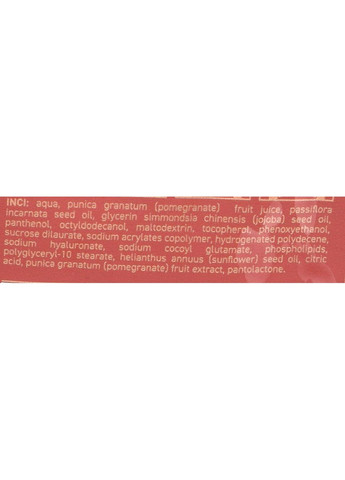 INCI: aqua, punica granatum (pomegranate) fruit juice, passiflora
incarnata seed oil, glycerin simmondsia chinensis (jojoba) seed oil,
panthenol, octyldodecanol, maltodextrin, tocopherol, phenoxyethanol,
sucrose dilaurate, sodium acrylates copolymer, hydrogenated polydecene,
sodium hyaluronate, sodium cocoyl glutamate, phospholipids,
polyglyceryl-10 stearate, helianthus annuus (sunflower) seed oil, citric
acid, punica granatum (pomegranate) fruit extract, pantolactone.